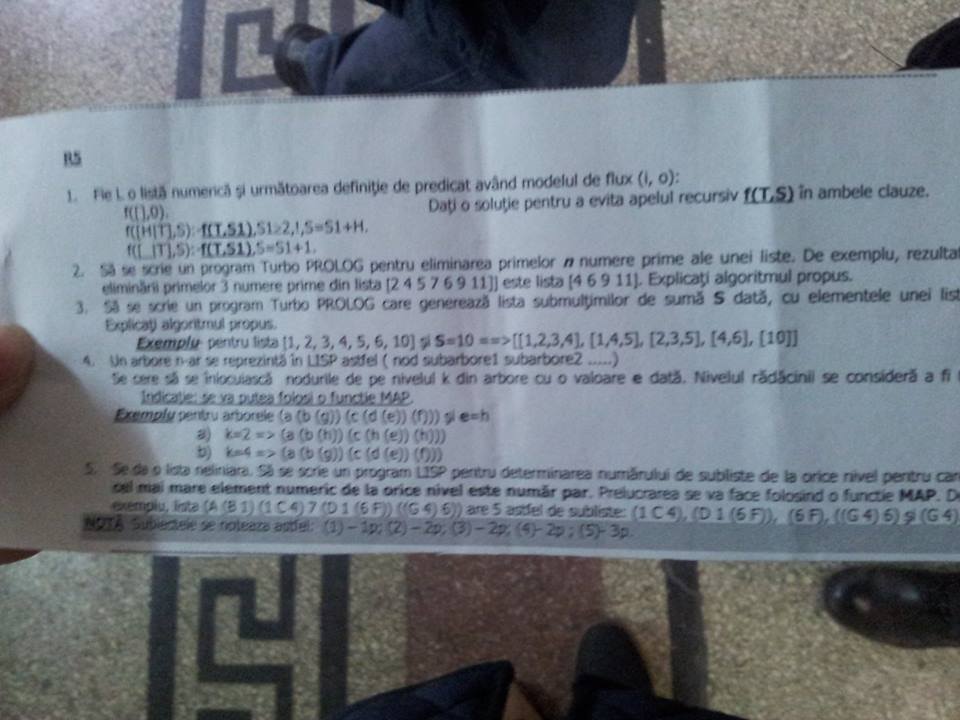 R5
1. Fie L o listă numerică şi următoarea definiţie de predicat având modelul de flux (i, o):
f([],0). Daţi o soluţie pentru a evita apelul recursiv f(T,S) în ambele clauze.
f([H|T],S):-f(T,S1),S1≥2,!,S=S1+H.
f([_|T],S):-f(T,S1),S=S1+1.
2. Să se scrie un program Turbo PROLOG pentru eliminarea primelor n numere prime ale unei liste. De exemplu,
eliminării primelor 3 numere prime din lista [2 4 5 7 6 9 11]] este lista [4 6 9 11]. Explicaţi algoritmul propus.
3. Să se scrie un program Turbo PROLOG care generează lista submulţimilor de sumă S dată, cu elementele unei
Explicaţi algoritmul propus.
Exemplu- pentru lista [1, 2, 3, 4, 5, 6, 10] şi S=10 ==>[[1,2,3,4], [1,4,5], [2,3,5], [4,6], [10]]
4. Un arbore n-ar se reprezintă în LISP astfel ( nod subarbore1 subarbore2 .....)
Se cere să se înlocuiască nodurile de pe nivelul k din arbore cu o valoare e dată. Nivelul rădăcinii se consideră a fi
Indicaţie: se va putea folosi o functie MAP.
Exemplu pentru arborele (a (b (g)) (c (d (e)) (f))) şi e=h
a) k=2 => (a (b (h)) (c (h (e)) (h)))
b) k=4 => (a (b (g)) (c (d (e)) (f)))
5. Se da o lista neliniara. Să se scrie un program LISP pentru determinarea numărului de subliste de la orice nivel pentru
cel mai mare element numeric de la orice nivel este număr par. Prelucrarea se va face folosind o functie MAP.
exemplu, lista (A (B 1) (1 C 4) 7 (D 1 (6 F)) ((G 4) 6)) are 5 astfel de subliste: (1 C 4), (D 1 (6 F)), (6 F), ((G 4) 6) şi (G 4)
NOTĂ Subiectele se noteaza astfel: (1) – 1p; (2) – 2p; (3) – 2p; (4)- 2p ; (5)- 3p.